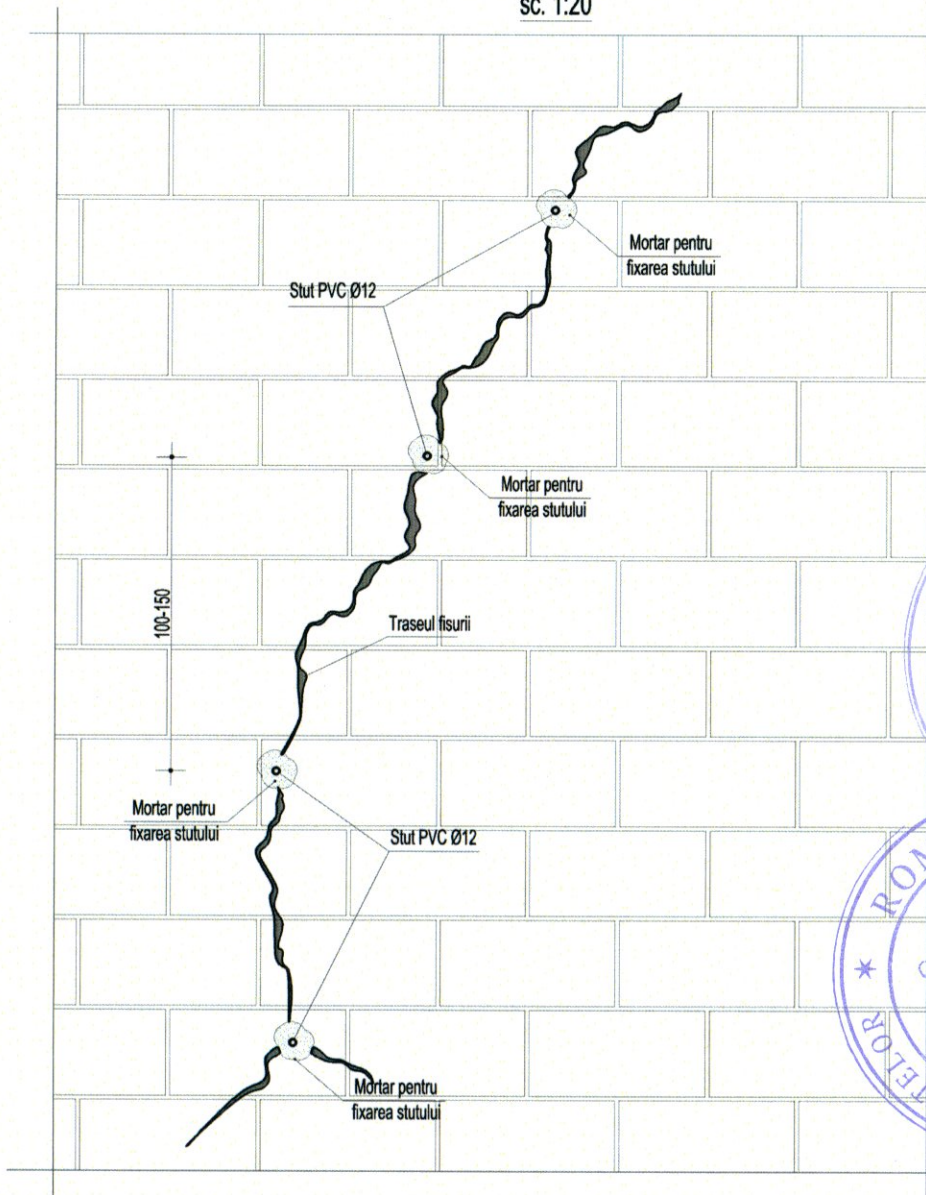 sc. 1:20
Mortar pentru
fixarea stutului
Stut PVC Ø12
Mortar pentru
fixarea stutului
100-150
Traseul fisurii
Mortar pentru
fixarea stutului
Stut PVC Ø12
Mortar pentru
fixarea stutului